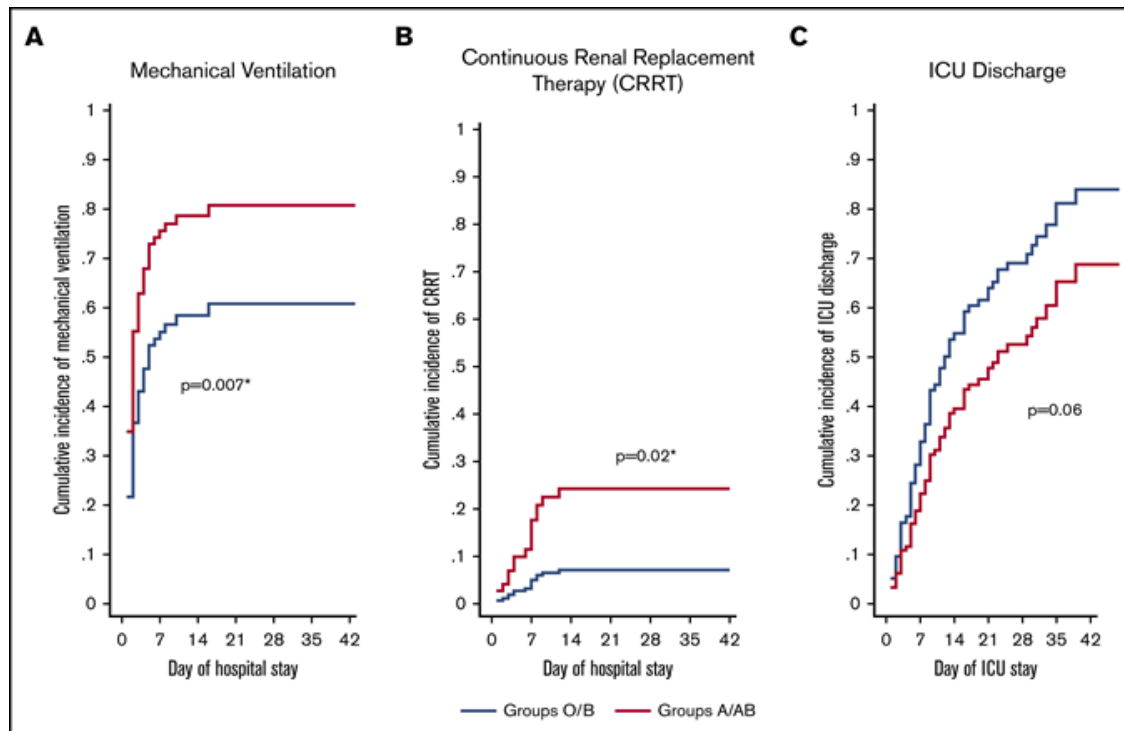 A
Mechanical Ventilation
Cumulative incidence of mechanical ventilation
1
.9
.8
.7
.6
.5
.4
.3
.2
.1
0
p=0.007*
0 7 14 21 28 35 42
Day of hospital stay
B
Continuous Renal Replacement
Therapy (CRRT)
Cumulative incidence of CRRT
1
.9
.8
.7
.6
.5
.4
.3
.2
.1
0
p=0.02*
0 7 14 21 28 35 42
Day of hospital stay
C
ICU Discharge
Cumulative incidence of ICU discharge
1
.9
.8
.7
.6
.5
.4
.3
.2
.1
0
p=0.06
0 7 14 21 28 35 42
Day of ICU stay
Groups O/B Groups A/AB